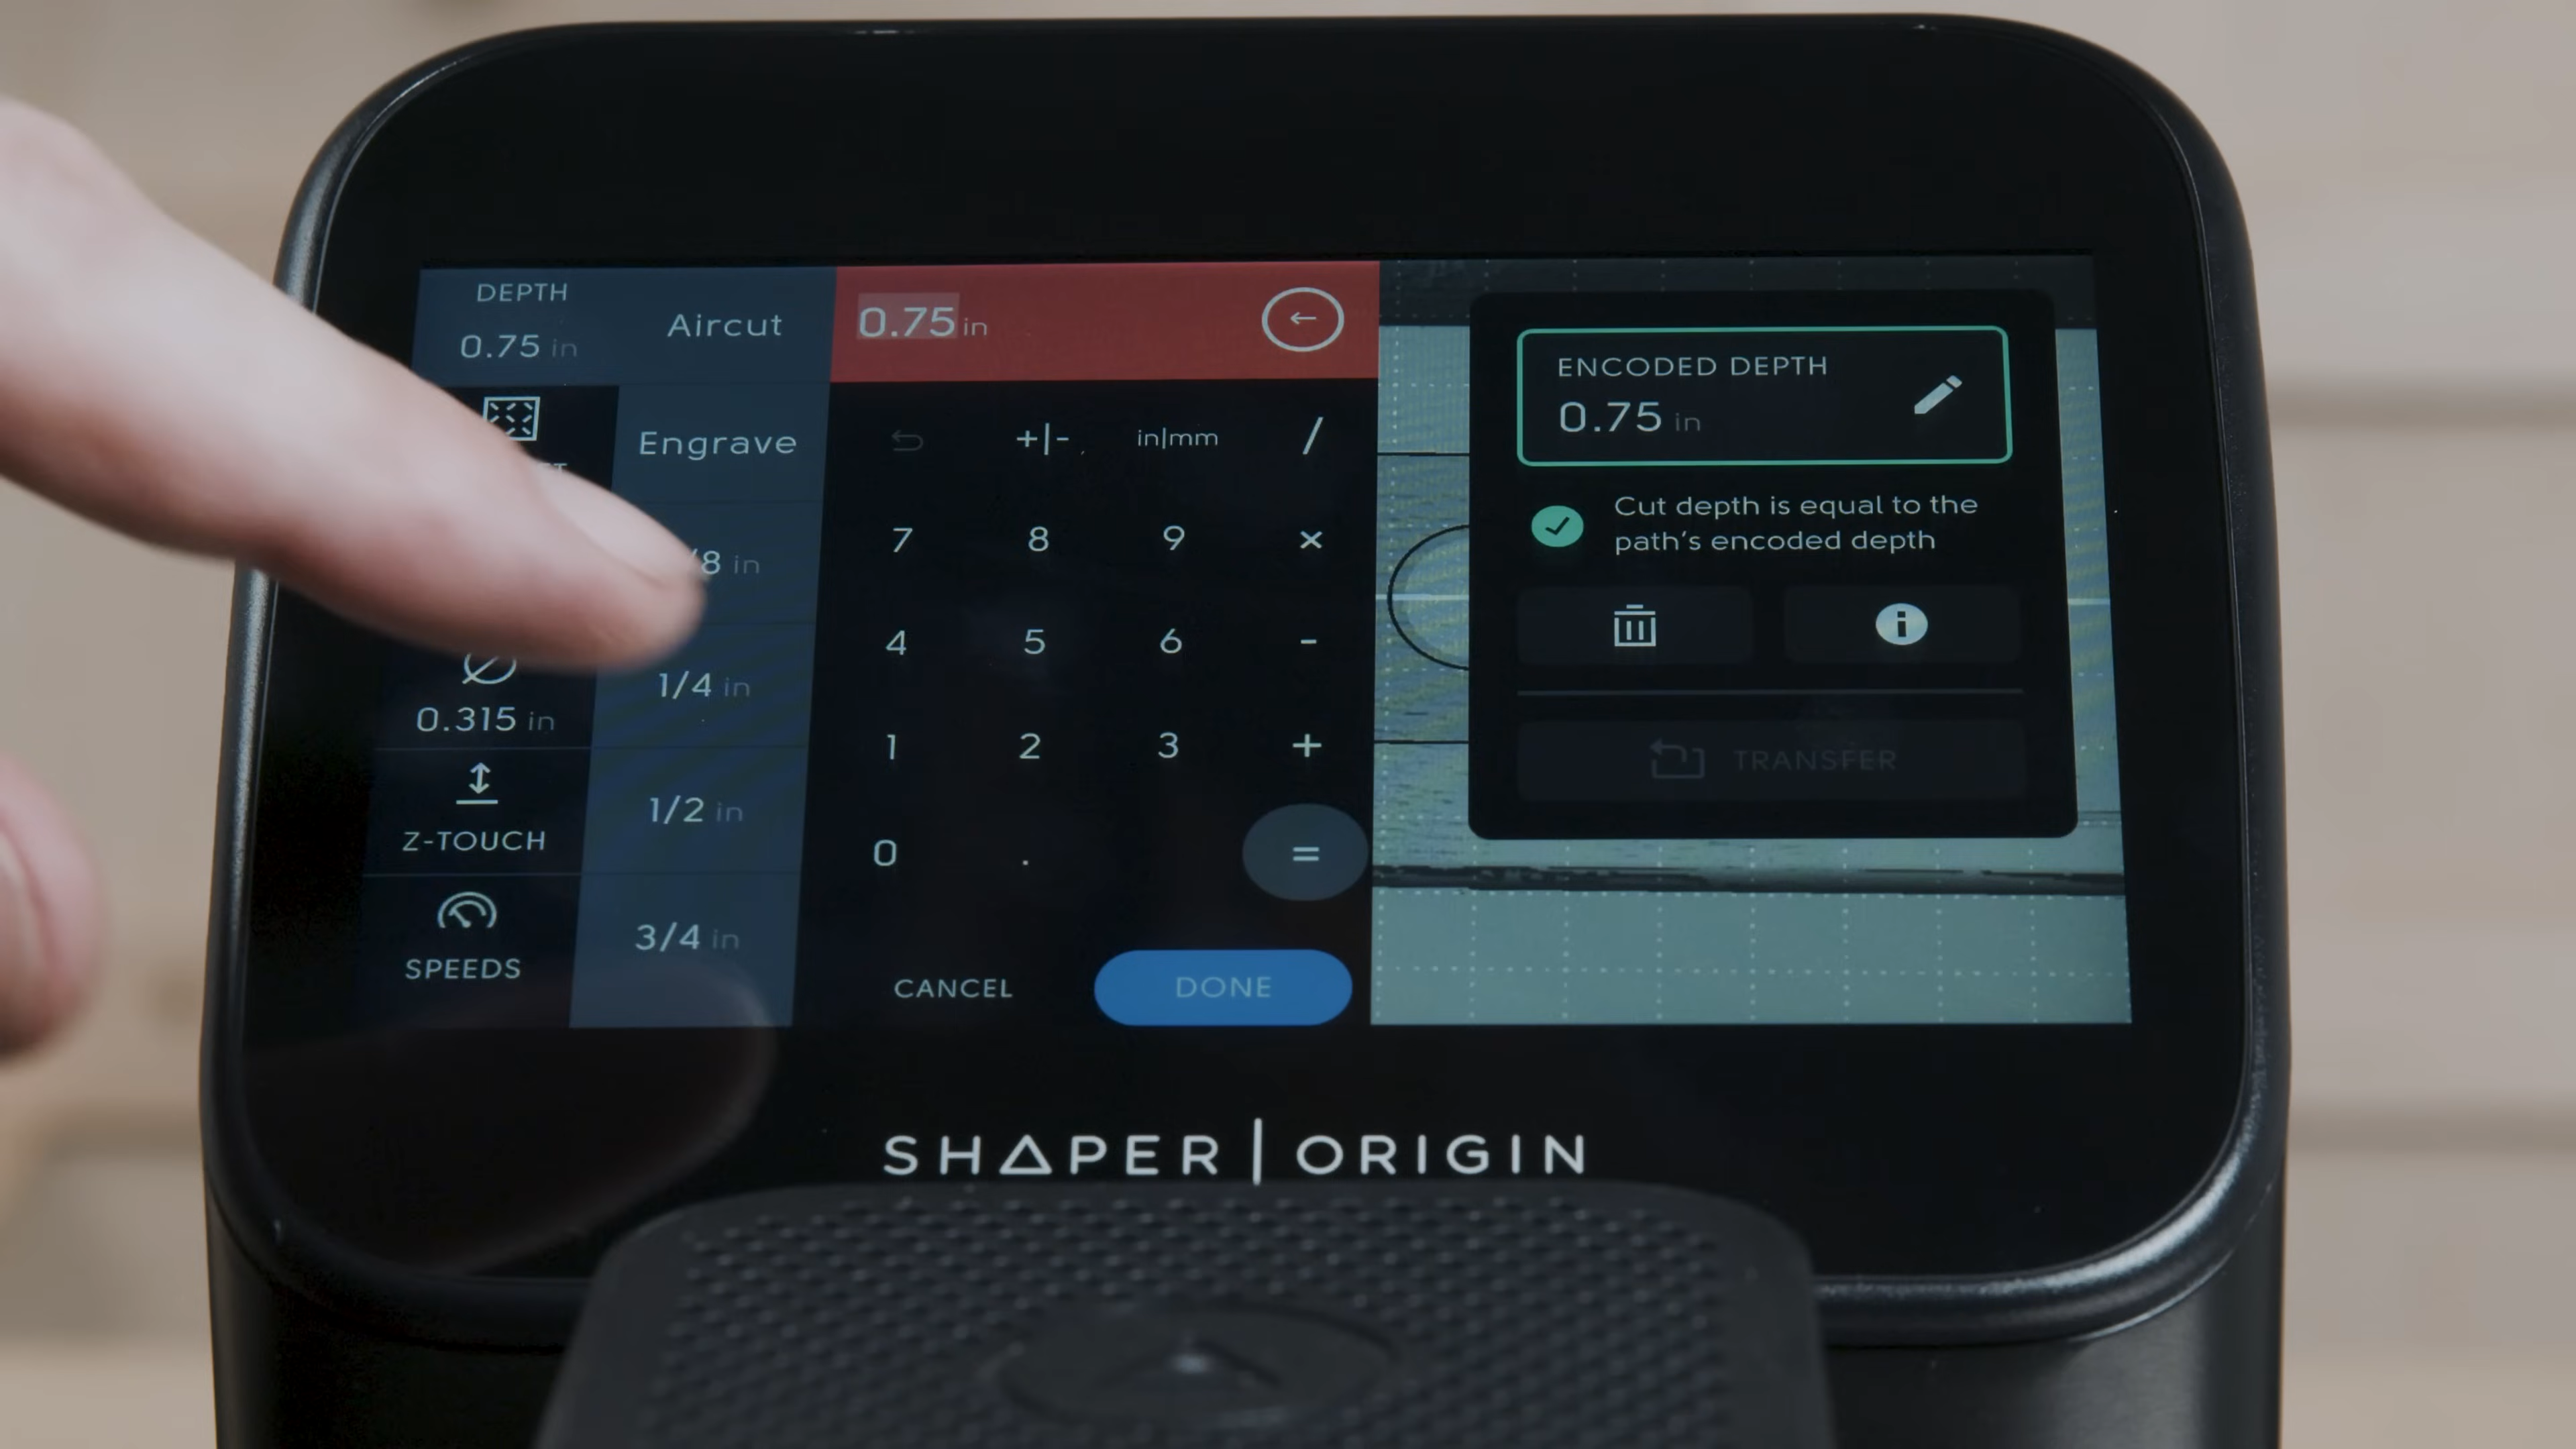 DEPTH
0.75 in
Aircut
0.75 in
Engrave
/8 in
1/4 in
1/2 in
3/4 in
0.315 in
Z-TOUCH
SPEEDS
+|-
in|mm
/
7 8 9 ×
4 5 6 -
1 2 3 +
0 . =
CANCEL
DONE
ENCODED DEPTH
0.75 in
Cut depth is equal to the
path's encoded depth
TRANSFER
SHAPER | ORIGIN